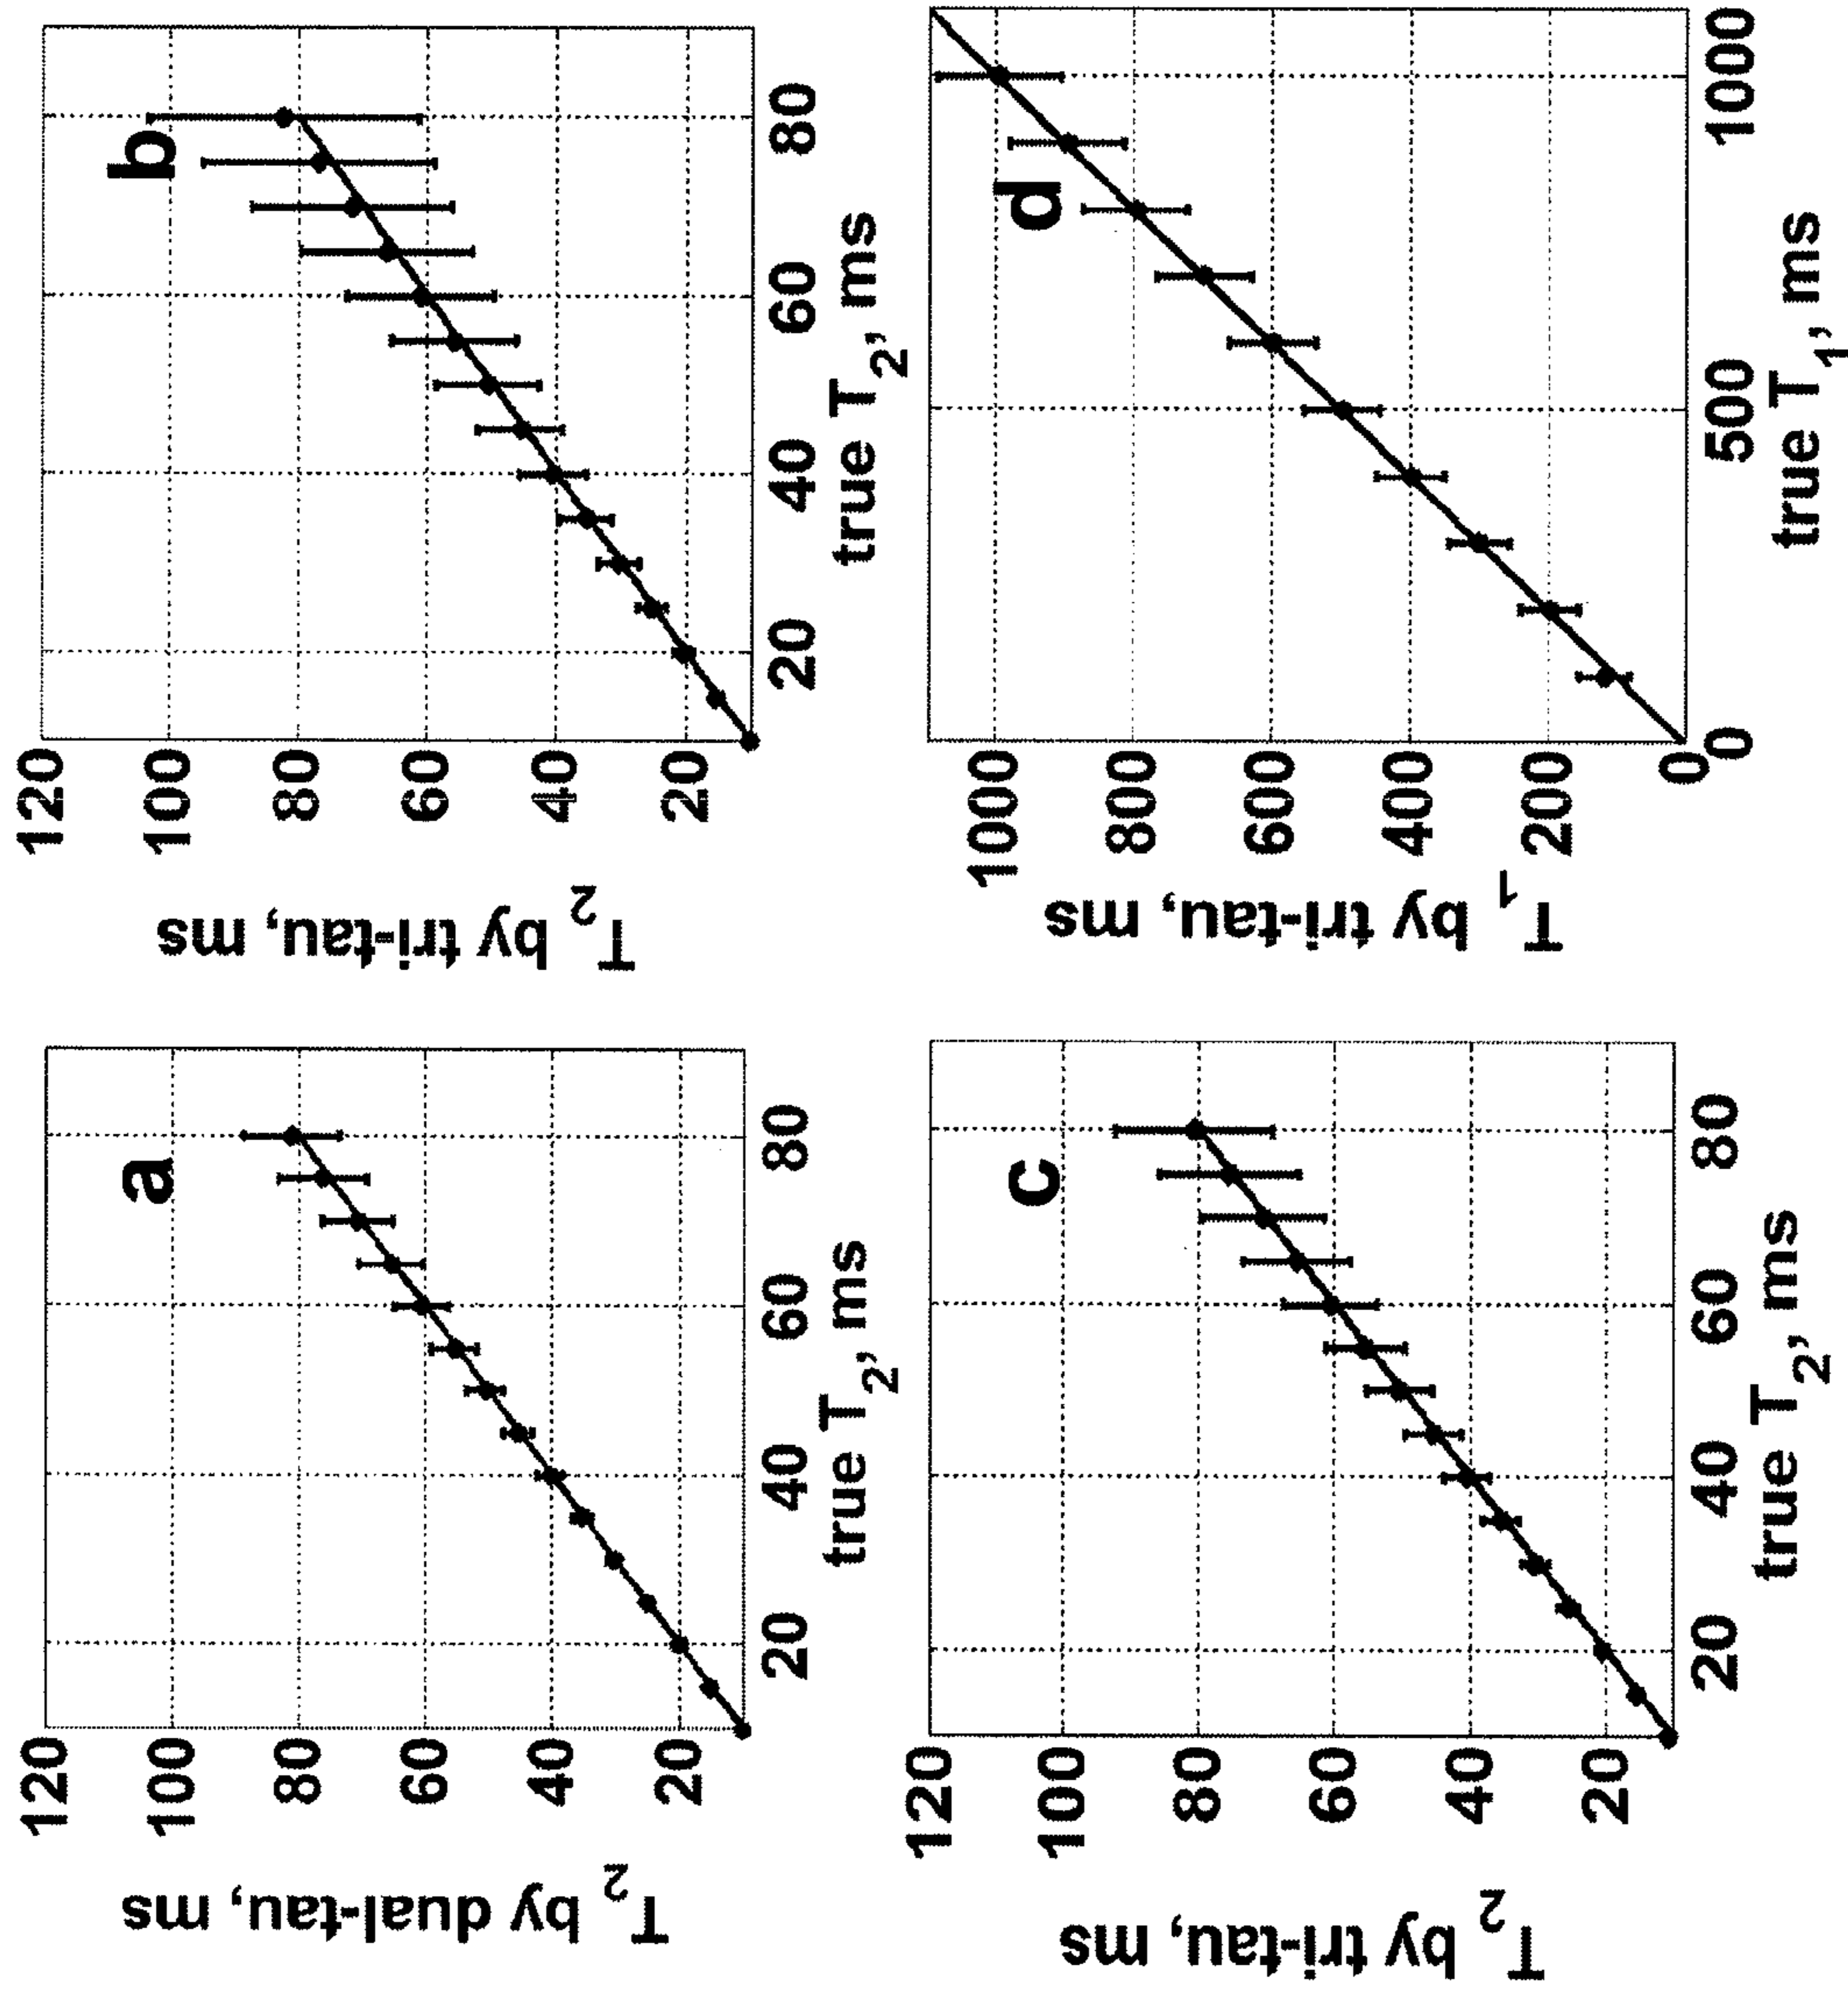 a
120
100
80
60
40
20
T2 by dual-tau, ms
20 40 60 80
true T2, ms
b
120
100
80
60
40
20
T2 by tri-tau, ms
20 40 60 80
true T2, ms
c
120
100
80
60
40
20
T2 by tri-tau, ms
20 40 60 80
true T2, ms
d
1000
800
600
400
200
0
T1 by tri-tau, ms
0 500 1000
true T1, ms